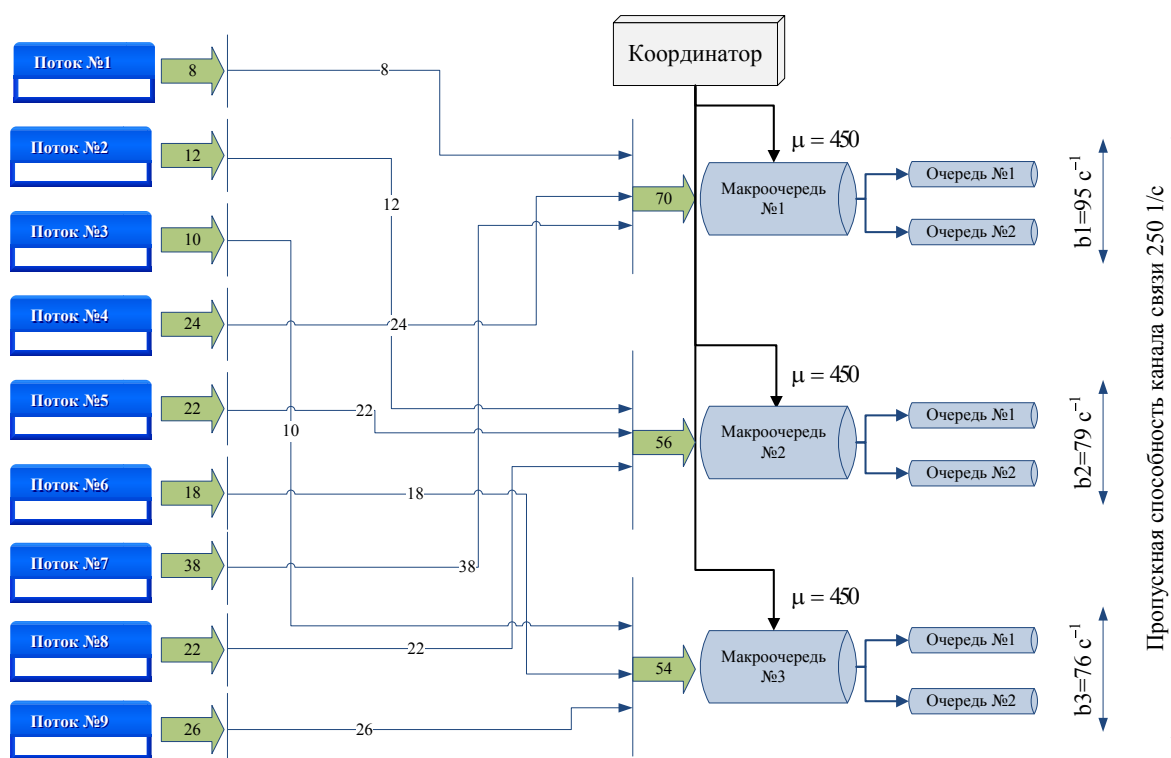 Координатор
Поток №1
8
8
Поток №2
12
12
Поток №3
10
10
Поток №4
24
24
Поток №5
22
22
Поток №6
18
18
Поток №7
38
38
Поток №8
22
22
Поток №9
26
26
70
μ = 450
Макроочередь
№1
Очередь №1
Очередь №2
b1=95 c⁻¹
56
μ = 450
Макроочередь
№2
Очередь №1
Очередь №2
b2=79 c⁻¹
54
μ = 450
Макроочередь
№3
Очередь №1
Очередь №2
b3=76 c⁻¹
Пропускная способность канала связи 250 1/с